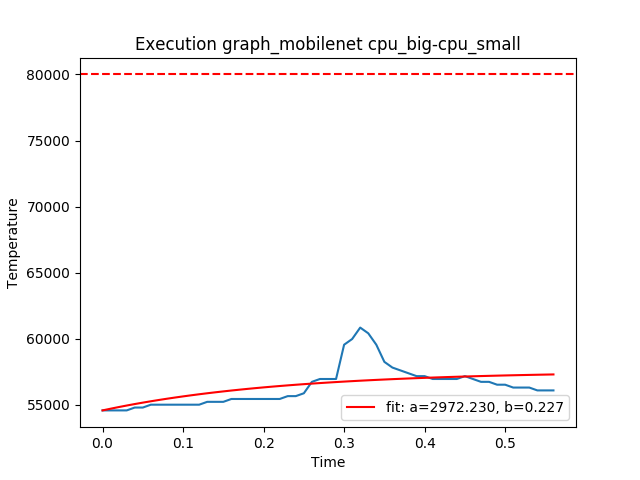 Execution graph_mobilenet cpu_big-cpu_small
80000
75000
70000
65000
60000
55000
Temperature
fit: a=2972.230, b=0.227
0.0 0.1 0.2 0.3 0.4 0.5
Time